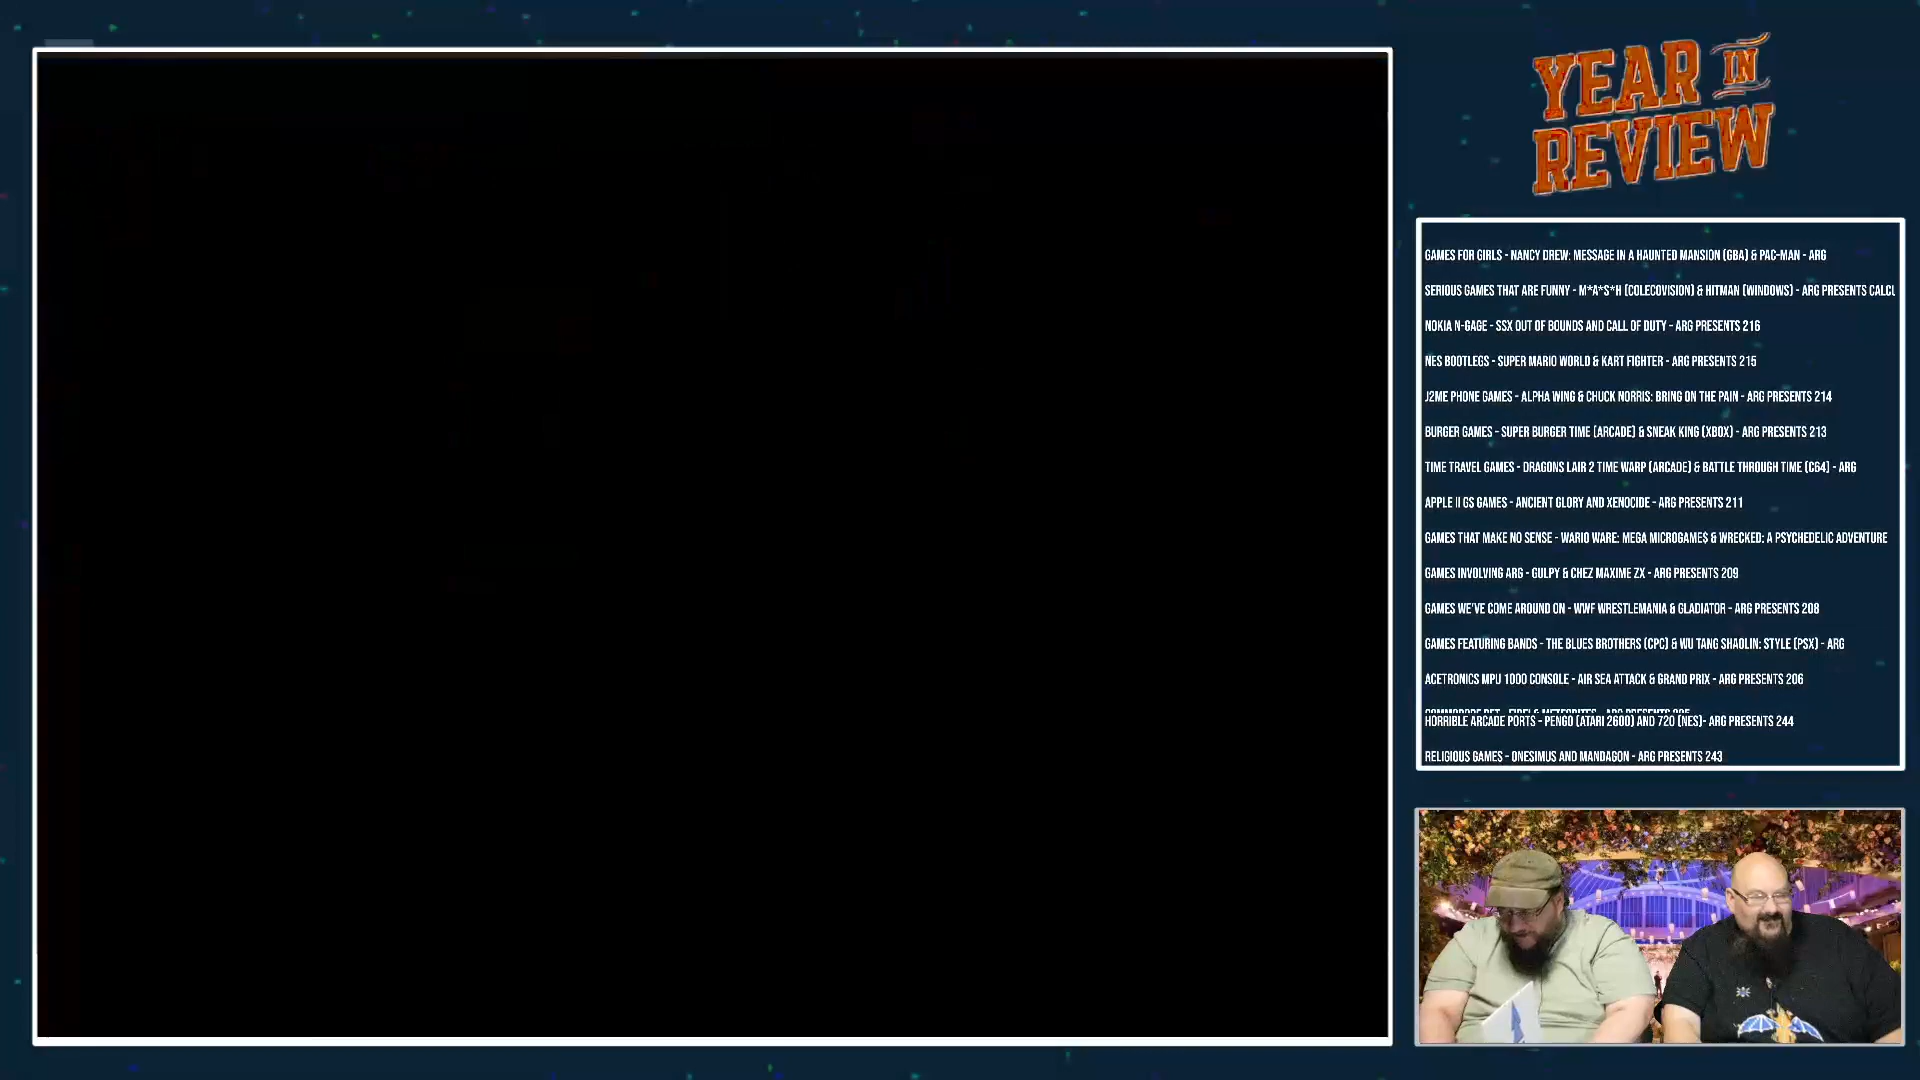 YEAR IN
REVIEW
GAMES FOR GIRLS - NANCY DREW: MESSAGE IN A HAUNTED MANSION (GBA) & PAC-MAN - ARG
SERIOUS GAMES THAT ARE FUNNY - M*A*S*H (COLECOVISION) & HITMAN (WINDOWS) - ARG PRESENTS CALCU
NOKIA N-GAGE - SSX OUT OF BOUNDS AND CALL OF DUTY - ARG PRESENTS 216
NES BOOTLEGS - SUPER MARIO WORLD & KART FIGHTER - ARG PRESENTS 215
J2ME PHONE GAMES - ALPHA WING & CHUCK NORRIS: BRING ON THE PAIN - ARG PRESENTS 214
BURGER GAMES - SUPER BURGER TIME (ARCADE) & SNEAK KING (XBOX) - ARG PRESENTS 213
TIME TRAVEL GAMES - DRAGONS LAIR 2 TIME WARP (ARCADE) & BATTLE THROUGH TIME (C64) - ARG
APPLE II GS GAMES - ANCIENT GLORY AND XENOCIDE - ARG PRESENTS 211
GAMES THAT MAKE NO SENSE - WARIO WARE: MEGA MICROGAME$ & WRECKED: A PSYCHEDELIC ADVENTURE
GAMES INVOLVING ARG - GULPY & CHEZ MAXIME ZX - ARG PRESENTS 209
GAMES WE'VE COME AROUND ON - WWF WRESTLEMANIA & GLADIATOR - ARG PRESENTS 208
GAMES FEATURING BANDS - THE BLUES BROTHERS (CPC) & WU TANG SHAOLIN: STYLE (PSX) - ARG
ACETRONICS MPU 1000 CONSOLE - AIR SEA ATTACK & GRAND PRIX - ARG PRESENTS 206
HORRIBLE ARCADE PORTS - PENGO (ATARI 2600) AND 720 (NES)- ARG PRESENTS 244
RELIGIOUS GAMES - ONESIMUS AND MANDAGON - ARG PRESENTS 243